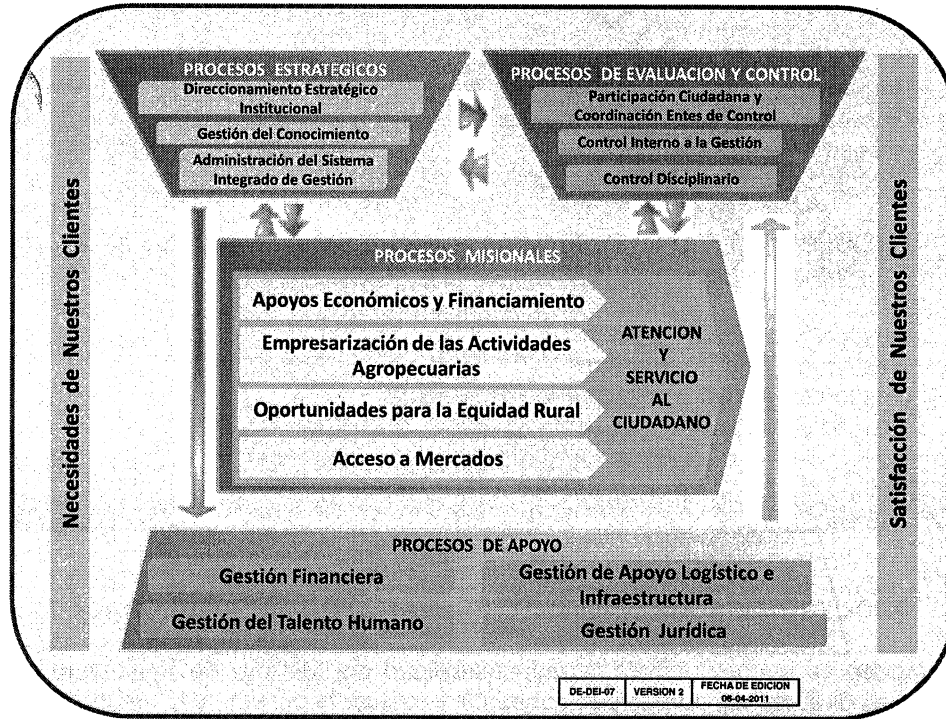 Necesidades de Nuestros Clientes
PROCESOS ESTRATEGICOS
Direccionamiento Estratégico
Institucional
Gestión del Conocimiento
Administración del Sistema
Integrado de Gestión
PROCESOS DE EVALUACION Y CONTROL
Participación Ciudadana y
Coordinación Entes de Control
Control Interno a la Gestión
Control Disciplinario
PROCESOS MISIONALES
Apoyos Económicos y Financiamiento
Empresarización de las Actividades
Agropecuarias
Oportunidades para la Equidad Rural
Acceso a Mercados
ATENCION
Y
SERVICIO
AL
CIUDADANO
PROCESOS DE APOYO
Gestión Financiera
Gestión de Apoyo Logístico e
Infraestructura
Gestión del Talento Humano
Gestión Jurídica
Satisfacción de Nuestros Clientes
DE-DEI-07
VERSION 2
FECHA DE EDICION
06-04-2011